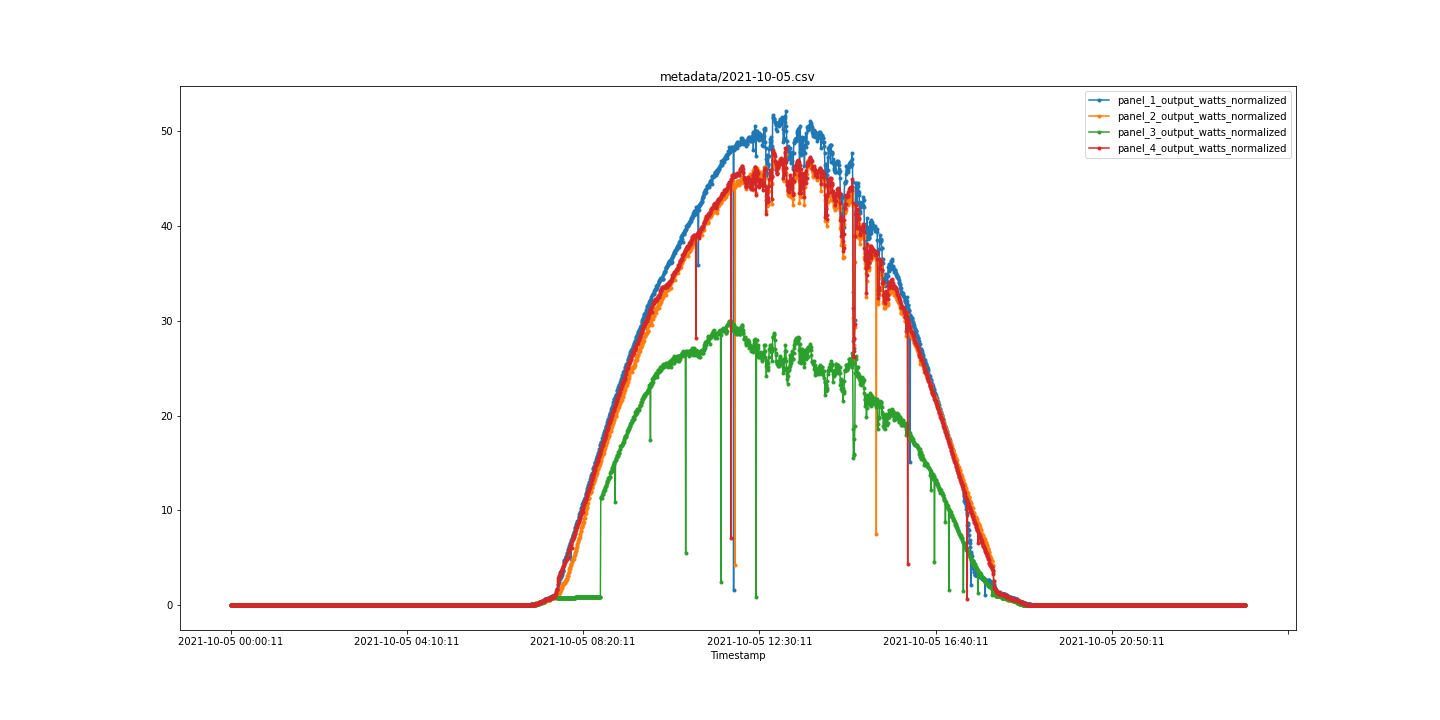 metadata/2021-10-05.csv
panel_1_output_watts_normalized
panel_2_output_watts_normalized
panel_3_output_watts_normalized
panel_4_output_watts_normalized
50
40
30
20
10
0
2021-10-05 00:00:11 2021-10-05 04:10:11 2021-10-05 08:20:11 2021-10-05 12:30:11 2021-10-05 16:40:11 2021-10-05 20:50:11
Timestamp